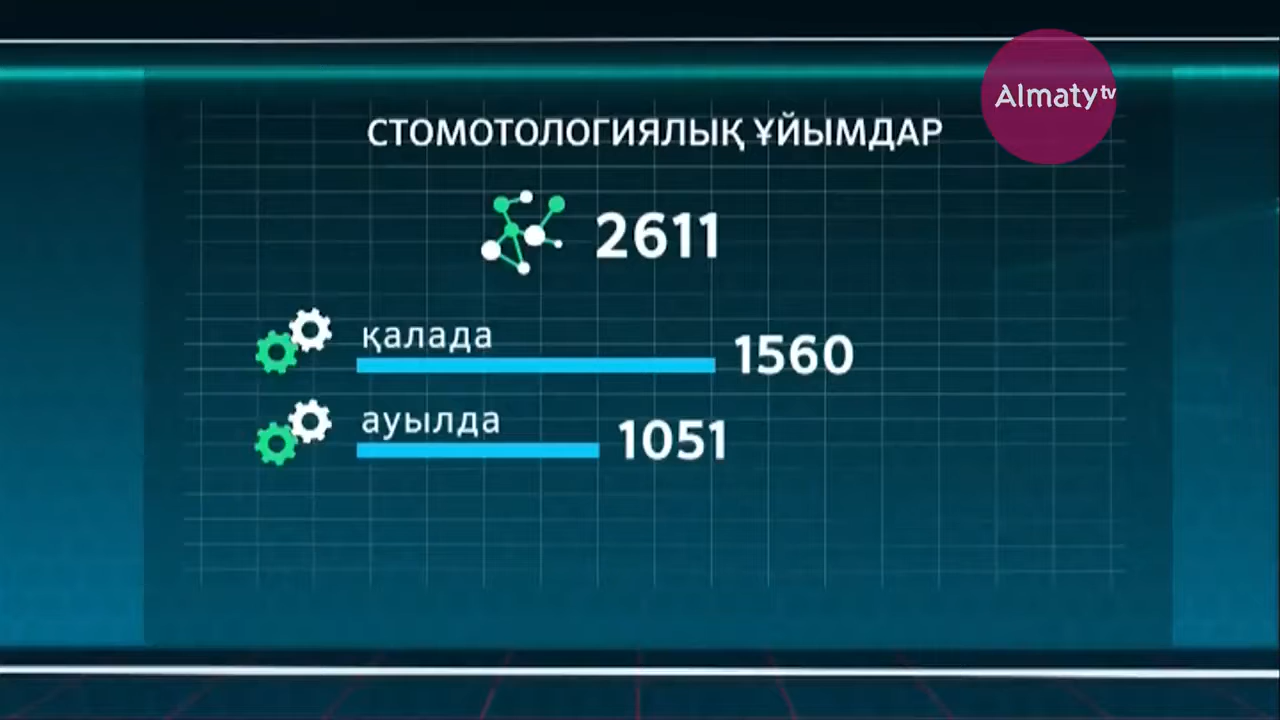 Almaty tv
СТОМОТОЛОГИЯЛЫҚ ҰЙЫМДАР
2611
қалада
1560
ауылда
1051